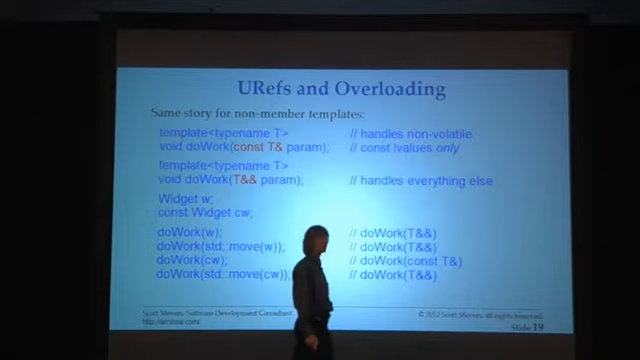 URefs and Overloading
Same story for non-member templates:
template<typename T> // handles non-volatile
void doWork(const T& param); // const lvalues only
template<typename T>
void doWork(T&& param); // handles everything else
Widget w;
const Widget cw;
doWork(w); // doWork(T&&)
doWork(std::move(w)); // doWork(T&&)
doWork(cw); // doWork(const T&)
doWork(std::move(cw)); // doWork(T&&)
Scott Meyers, Software Development Consultant © 2012 Scott Meyers, all rights reserved.
Slide 19